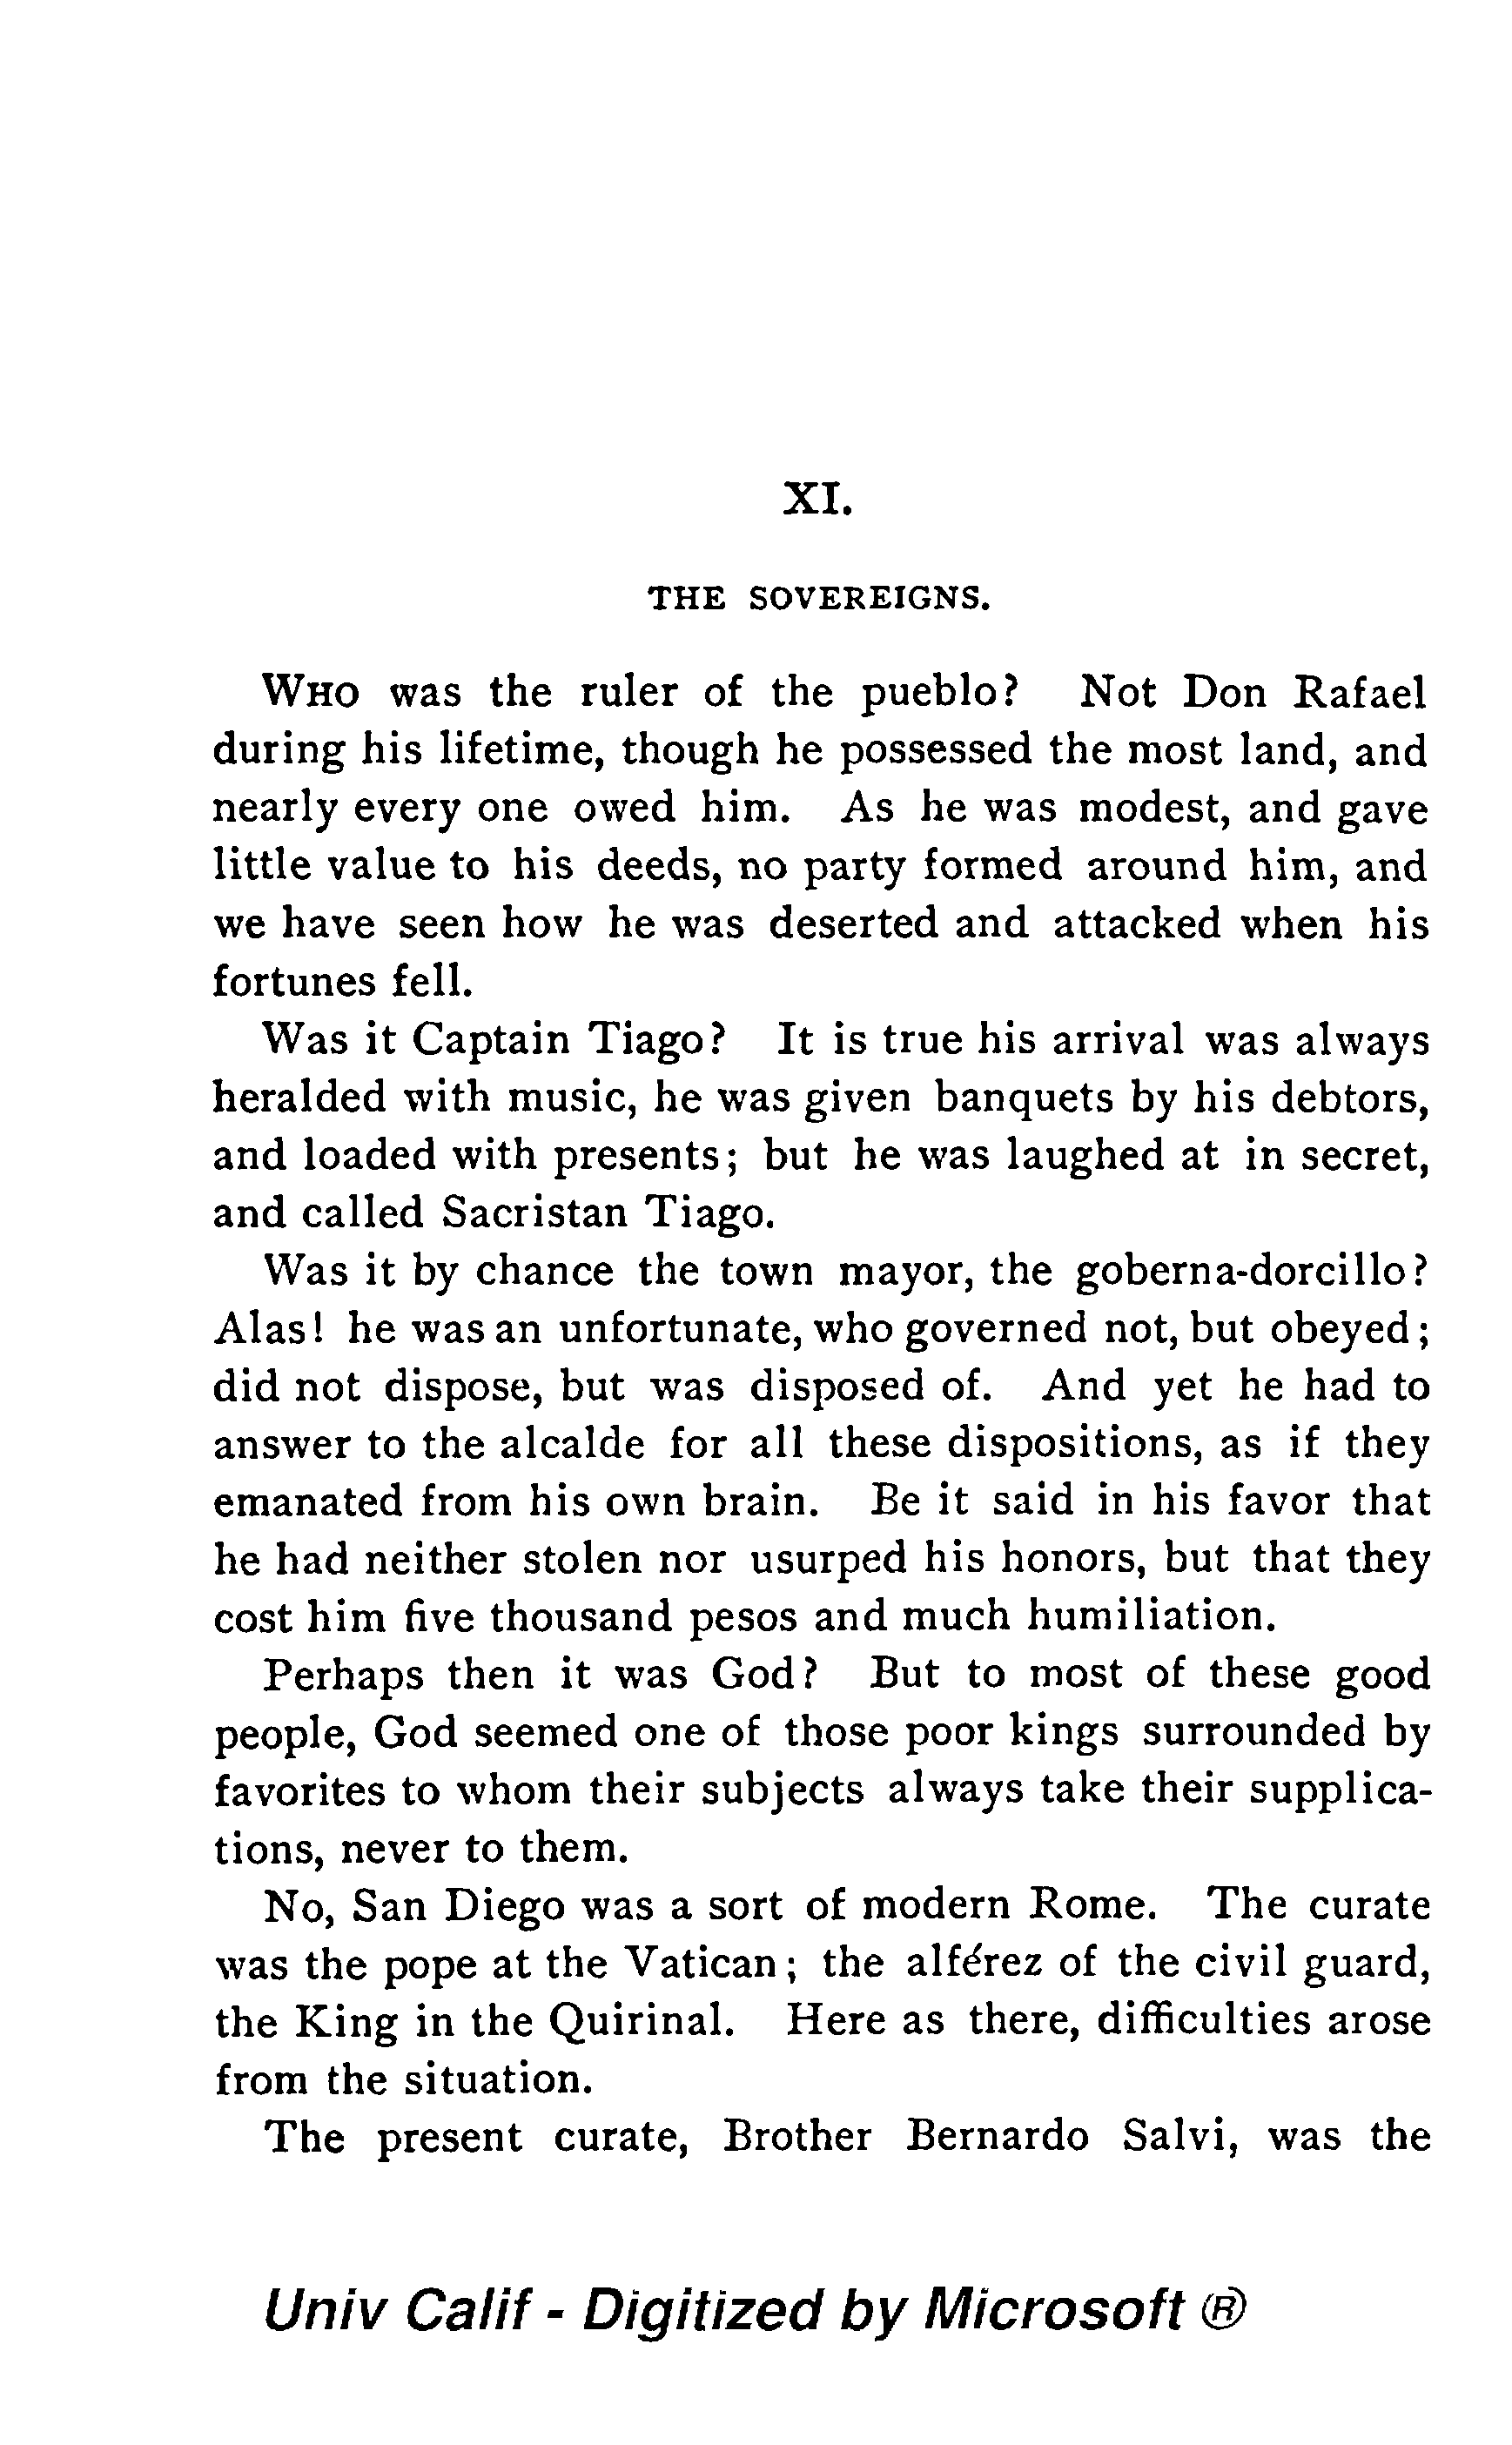 XI.
THE SOVEREIGNS.
WHO was the ruler of the pueblo? Not Don Rafael
during his lifetime, though he possessed the most land, and
nearly every one owed him. As he was modest, and gave
little value to his deeds, no party formed around him, and
we have seen how he was deserted and attacked when his
fortunes fell.
Was it Captain Tiago? It is true his arrival was always
heralded with music, he was given banquets by his debtors,
and loaded with presents; but he was laughed at in secret,
and called Sacristan Tiago.
Was it by chance the town mayor, the goberna-dorcillo?
Alas! he was an unfortunate, who governed not, but obeyed;
did not dispose, but was disposed of. And yet he had to
answer to the alcalde for all these dispositions, as if they
emanated from his own brain. Be it said in his favor that
he had neither stolen nor usurped his honors, but that they
cost him five thousand pesos and much humiliation.
Perhaps then it was God? But to most of these good
people, God seemed one of those poor kings surrounded by
favorites to whom their subjects always take their supplica-
tions, never to them.
No, San Diego was a sort of modern Rome. The curate
was the pope at the Vatican; the alférez of the civil guard,
the King in the Quirinal. Here as there, difficulties arose
from the situation.
The present curate, Brother Bernardo Salvi, was the
Univ Calif - Digitized by Microsoft ®